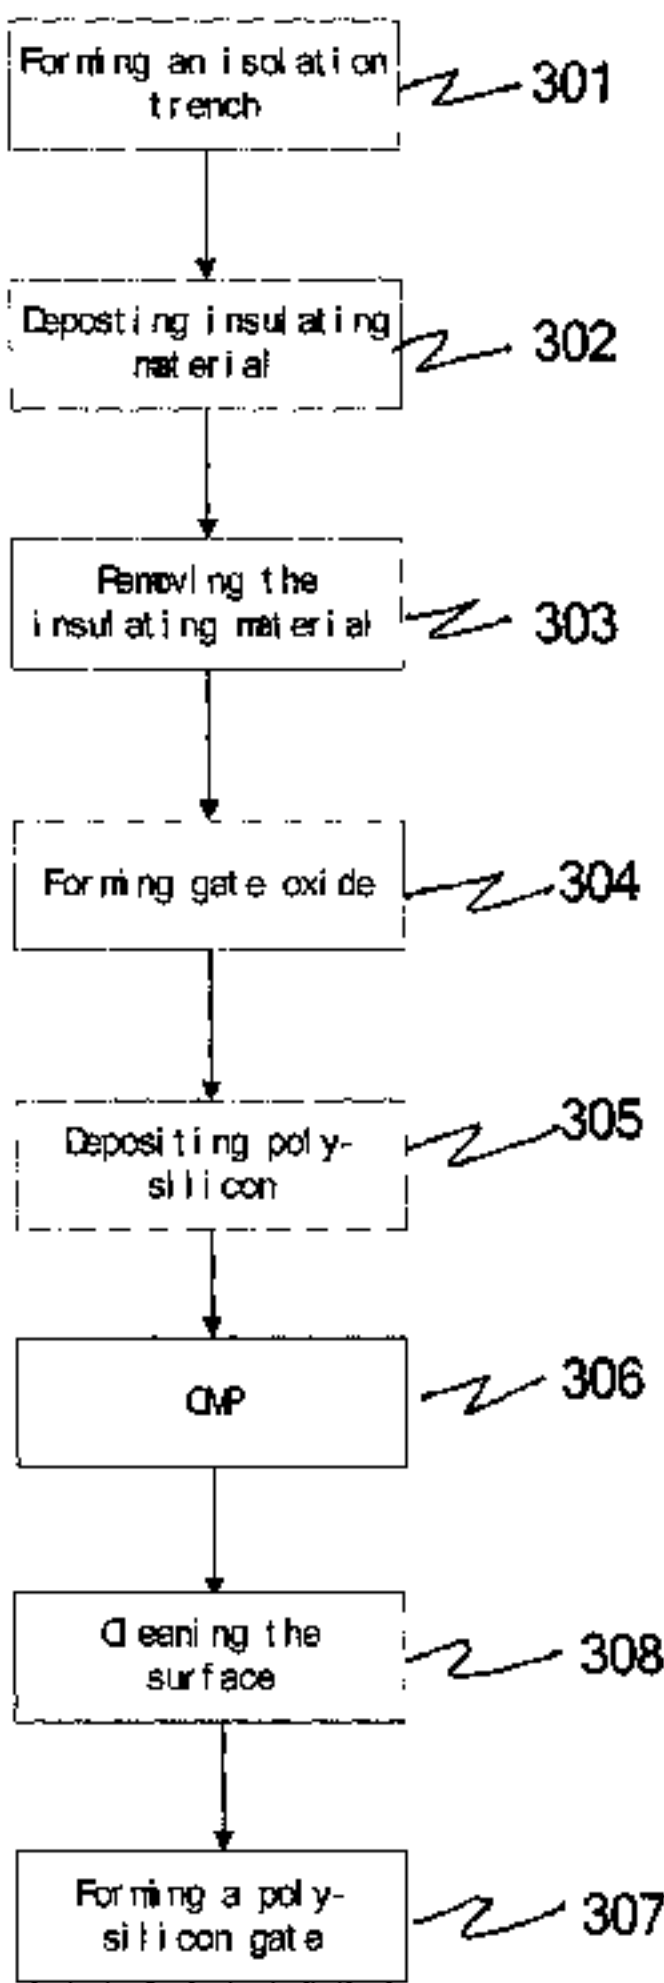 Forming an isolation
trench
301
Deposting insulating
material
302
Removing the
insulating material
303
Forming gate oxide
304
Depositing poly-
silicon
305
CMP
306
Cleaning the
surface
308
Forming a poly-
silicon gate
307